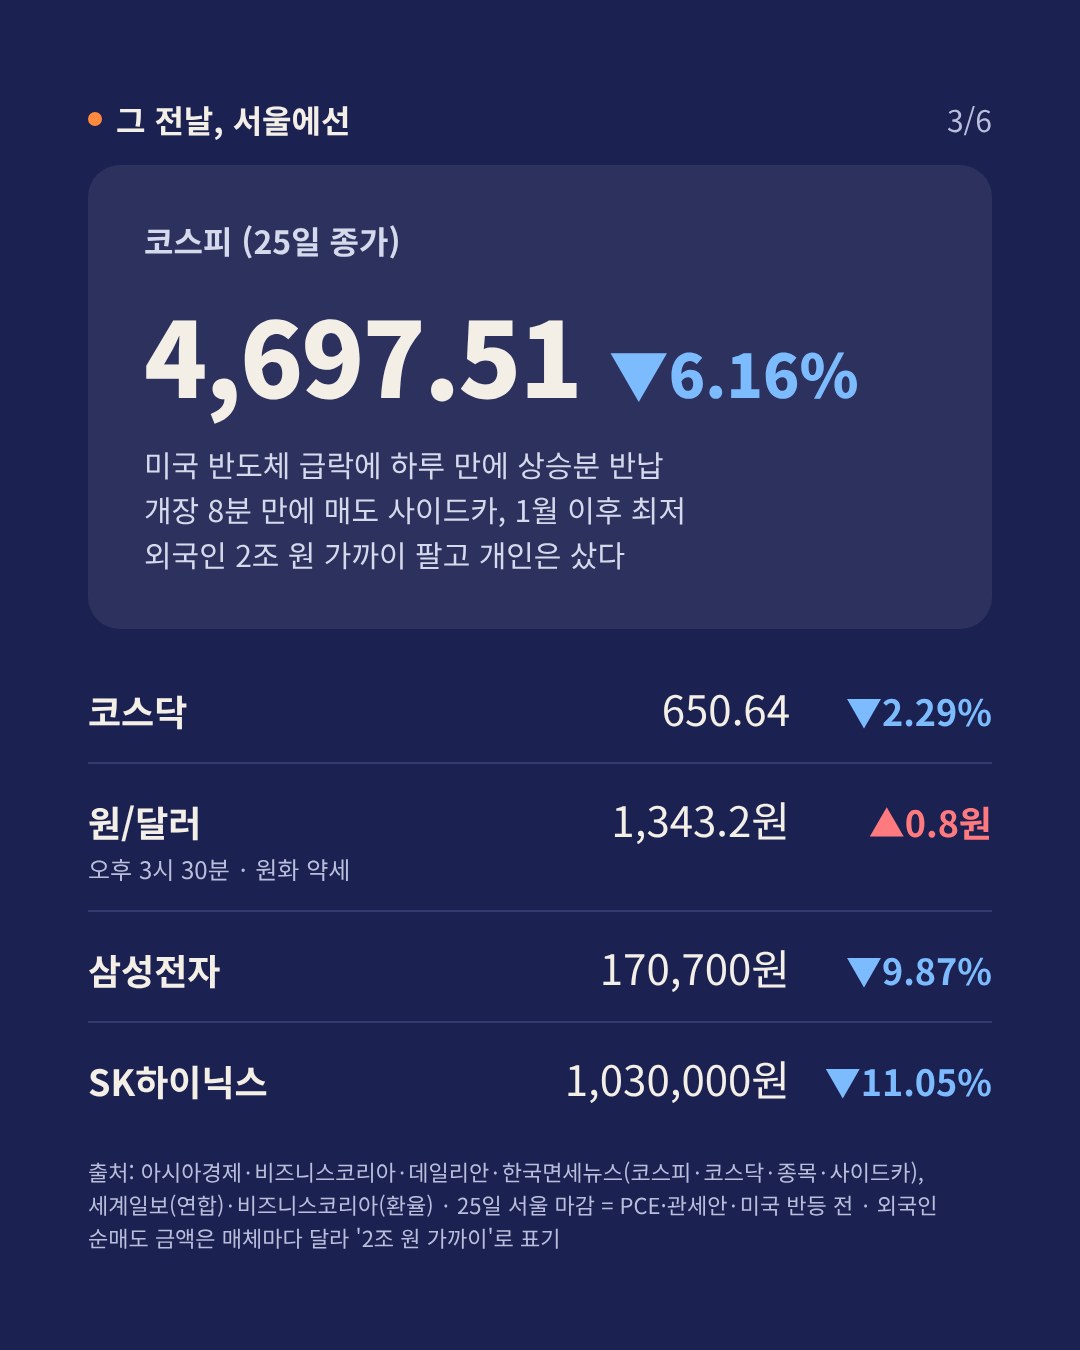 그 전날, 서울에선
3/6
코스피 (25일 종가)
4,697.51 ▼6.16%
미국 반도체 급락에 하루 만에 상승분 반납
개장 8분 만에 매도 사이드카, 1월 이후 최저
외국인 2조 원 가까이 팔고 개인은 샀다
코스닥 650.64 ▼2.29%
원/달러 1,343.2원 ▲0.8원
오후 3시 30분 · 원화 약세
삼성전자 170,700원 ▼9.87%
SK하이닉스 1,030,000원 ▼11.05%
출처: 아시아경제·비즈니스코리아·데일리안·한국면세뉴스(코스피·코스닥·종목·사이드카),
세계일보(연합)·비즈니스코리아(환율) · 25일 서울 마감 = PCE·관세안·미국 반등 전 · 외국인
순매도 금액은 매체마다 달라 '2조 원 가까이'로 표기